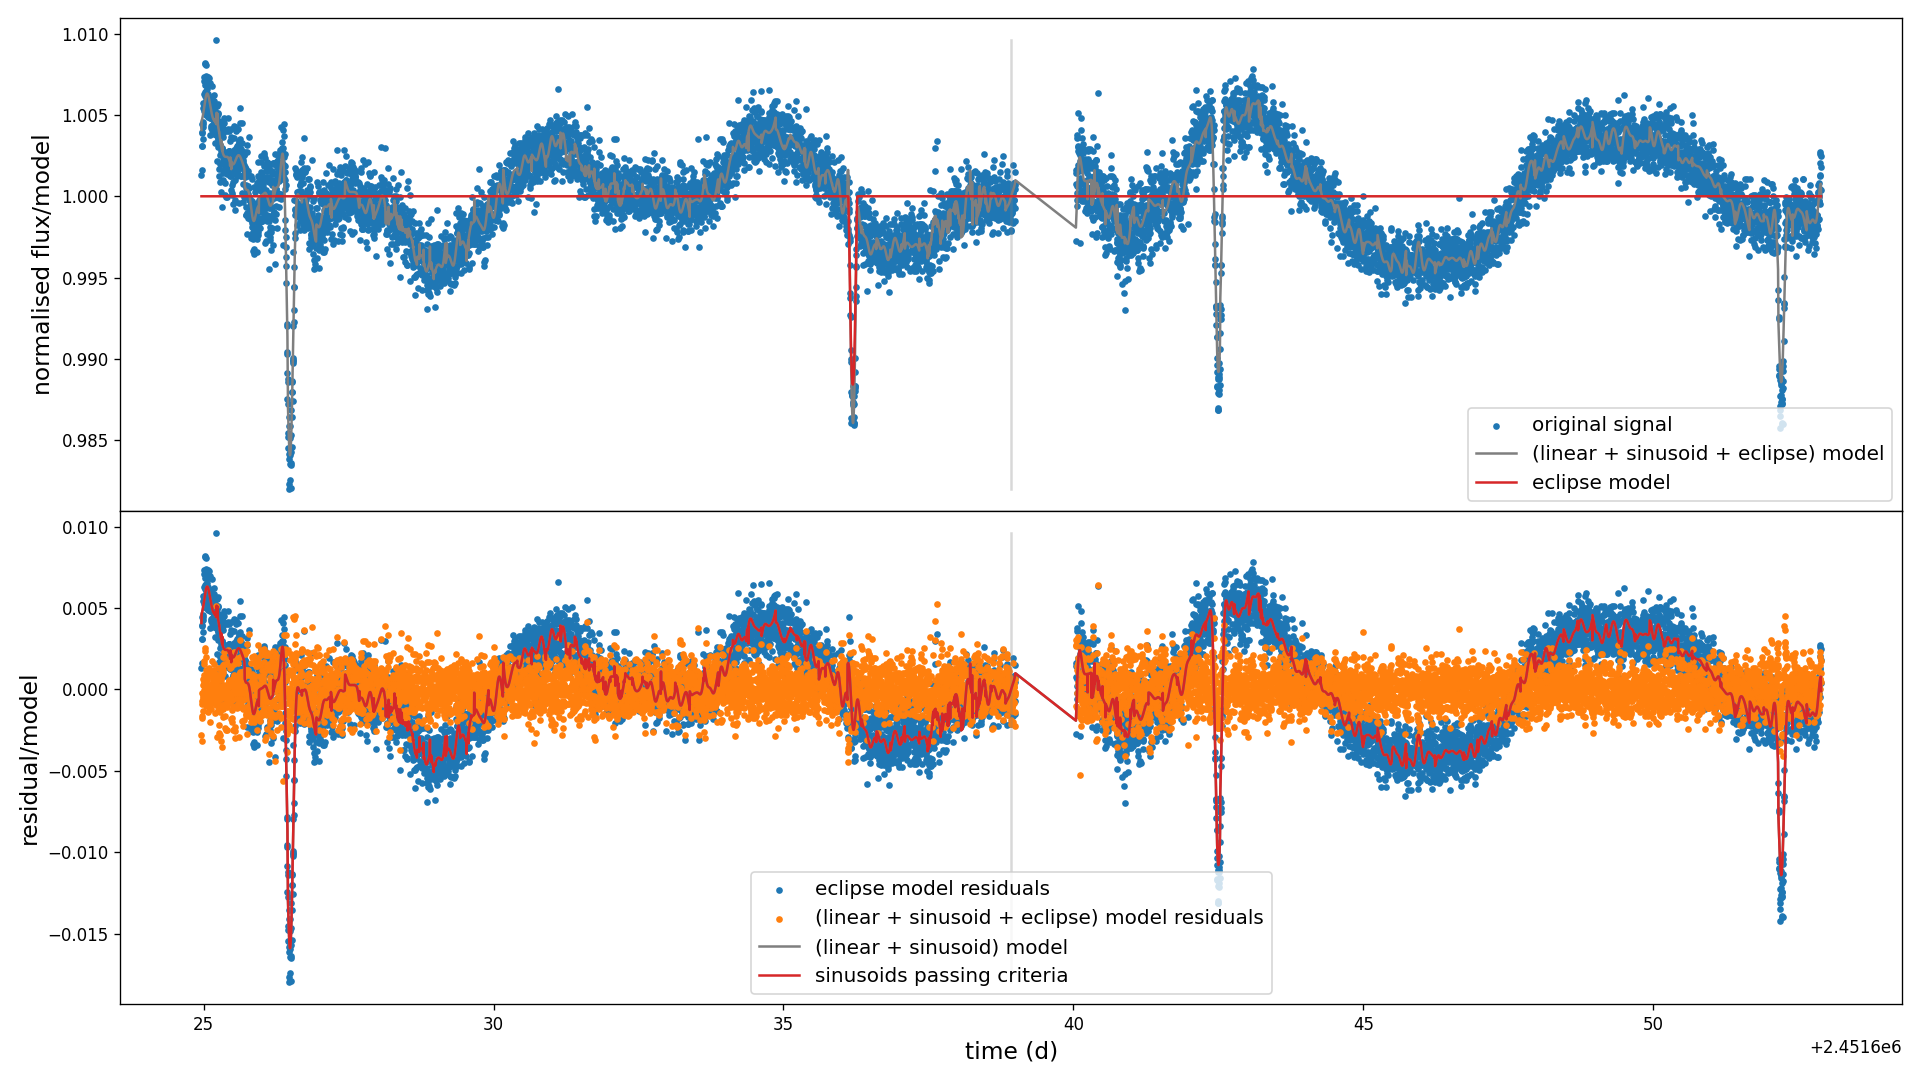 1.010
1.005
1.000
0.995
0.990
0.985
normalised flux/model
original signal
(linear + sinusoid + eclipse) model
eclipse model
0.010
0.005
0.000
−0.005
−0.010
−0.015
residual/model
eclipse model residuals
(linear + sinusoid + eclipse) model residuals
(linear + sinusoid) model
sinusoids passing criteria
25
30
35
40
45
50
time (d)
+2.4516e6